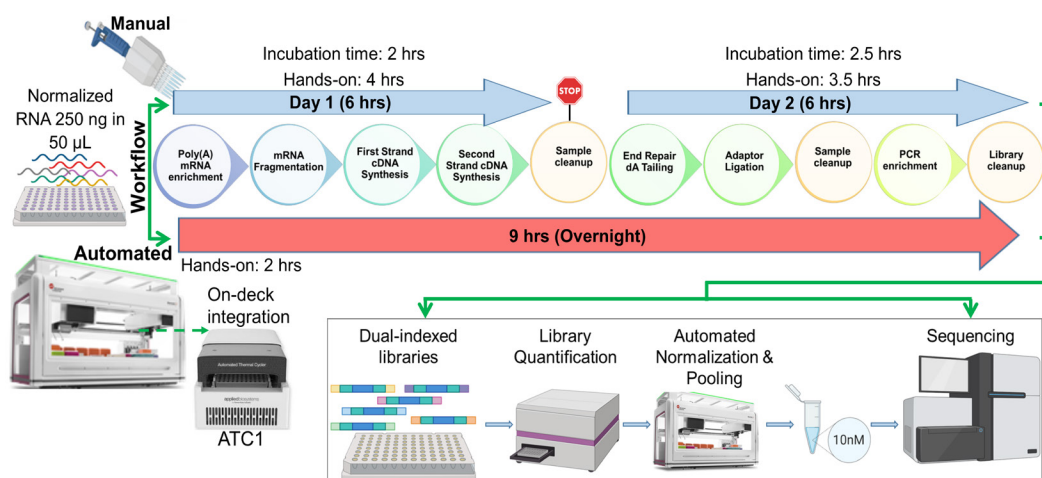 Manual
Incubation time: 2 hrs
Hands-on: 4 hrs
Day 1 (6 hrs)
STOP
Incubation time: 2.5 hrs
Hands-on: 3.5 hrs
Day 2 (6 hrs)
Normalized
RNA 250 ng in
50 µL
Workflow
Poly(A)
mRNA
enrichment
mRNA
Fragmentation
First Strand
cDNA
Synthesis
Second
Strand cDNA
Synthesis
Sample
cleanup
End Repair
dA Tailing
Adaptor
Ligation
Sample
cleanup
PCR
enrichment
Library
cleanup
9 hrs (Overnight)
Automated
Hands-on: 2 hrs
On-deck
integration
Automated Thermal Cycler
appliedbiosystems
ATC1
Dual-indexed
libraries
Library
Quantification
Automated
Normalization &
Pooling
10nM
Sequencing